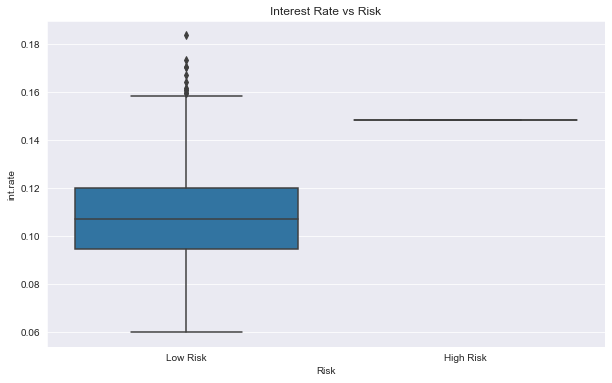 Interest Rate vs Risk
0.18
0.16
0.14
0.12
0.10
0.08
0.06
int.rate
Low Risk High Risk
Risk